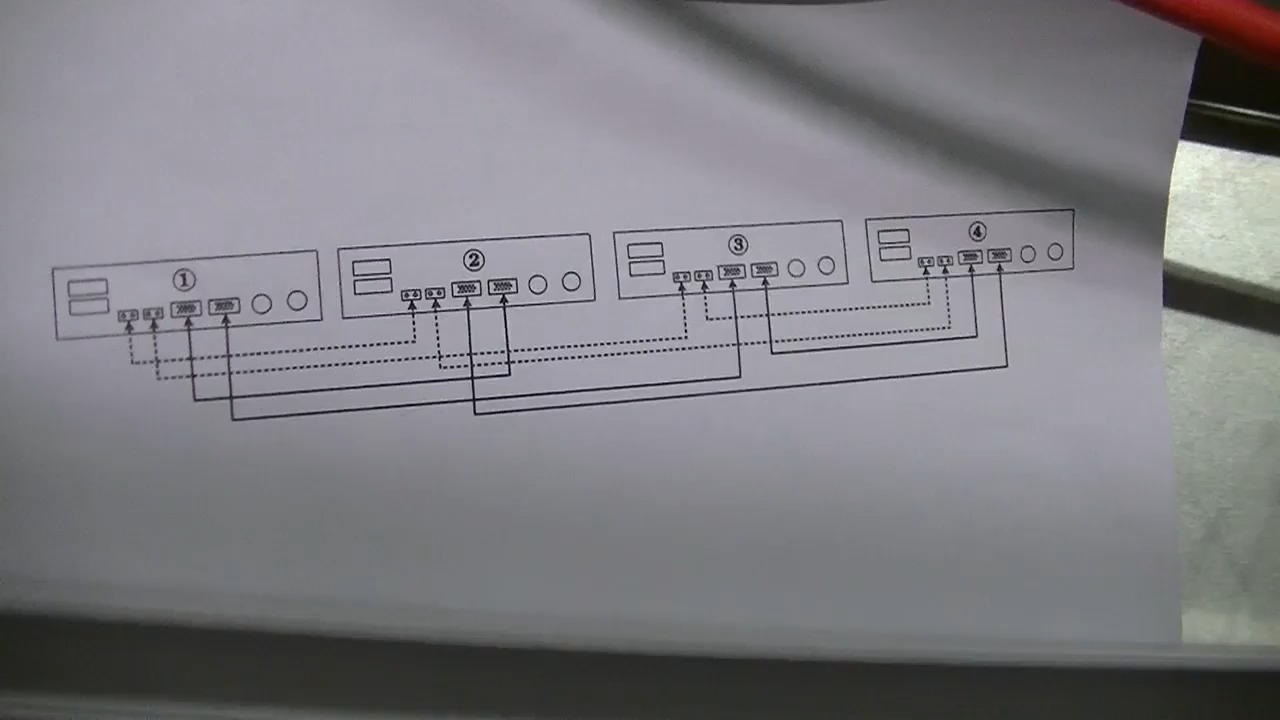 ①
②
③
④